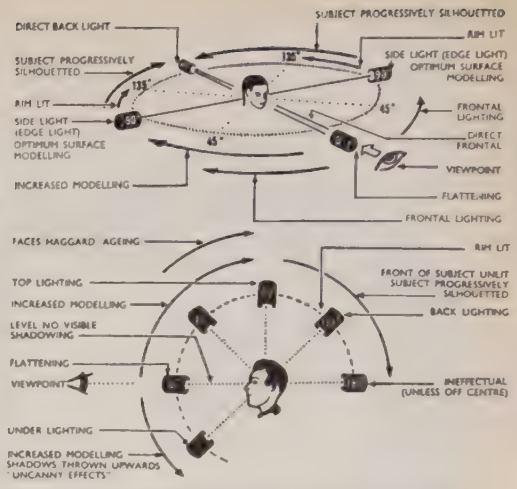 DIRECT BACK LIGHT
SUBJECT PROGRESSIVELY SILHOUETTED
RIM LIT
SIDE LIGHT (EDGE LIGHT)
OPTIMUM SURFACE
MODELLING
SUBJECT PROGRESSIVELY
SILHOUETTED
RIM LIT
SIDE LIGHT
(EDGE LIGHT)
OPTIMUM SURFACE
MODELLING
135°
135°
90°
90°
45°
45°
FRONTAL
LIGHTING
DIRECT
FRONTAL
VIEWPOINT
INCREASED MODELLING
FLATTENING
FRONTAL LIGHTING
FACES HAGGARD AGEING
RIM LIT
TOP LIGHTING
FRONT OF SUBJECT UNLIT
SUBJECT PROGRESSIVELY
SILHOUETTED
INCREASED MODELLING
BACK LIGHTING
LEVEL NO VISIBLE
SHADOWING
FLATTENING
VIEWPOINT
INEFFECTUAL
(UNLESS OFF CENTRE)
UNDER LIGHTING
INCREASED MODELLING
SHADOWS THROWN UPWARDS
"UNCANNY EFFECTS"